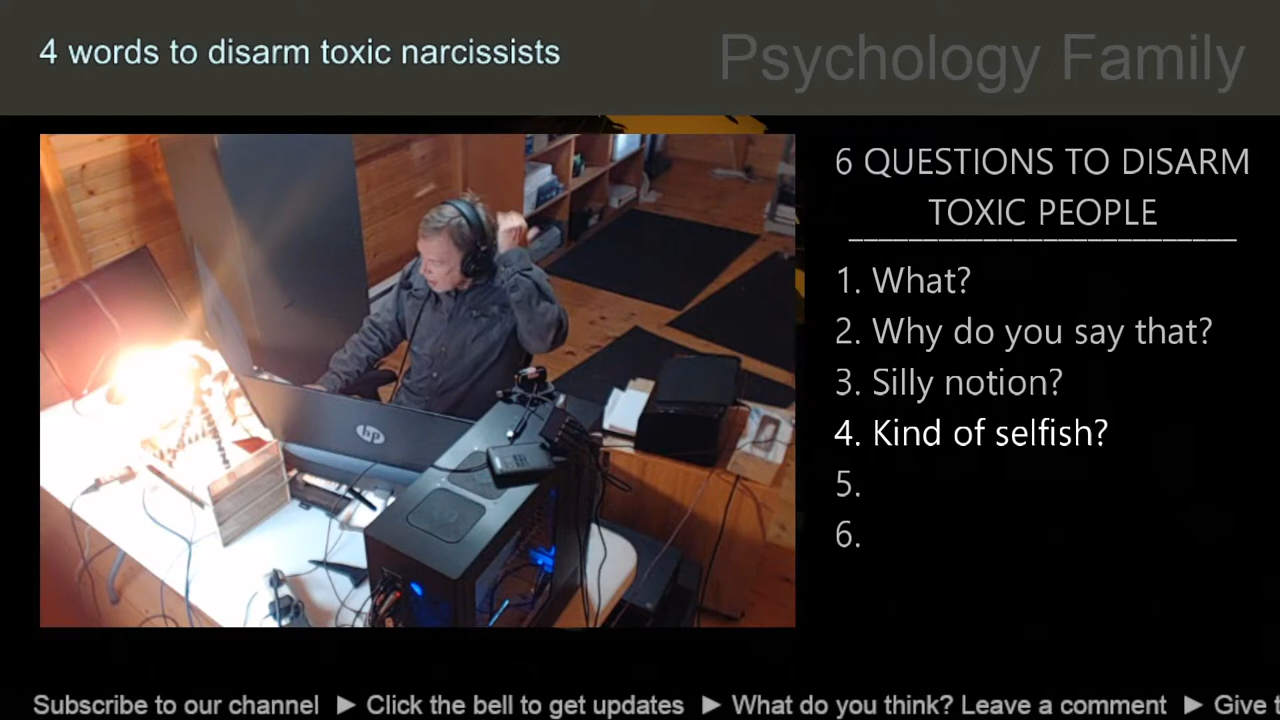 4 words to disarm toxic narcissists
Psychology Family
6 QUESTIONS TO DISARM
TOXIC PEOPLE
1. What?
2. Why do you say that?
3. Silly notion?
4. Kind of selfish?
5.
6.
hp
Subscribe to our channel ► Click the bell to get updates ► What do you think? Leave a comment ► Give t